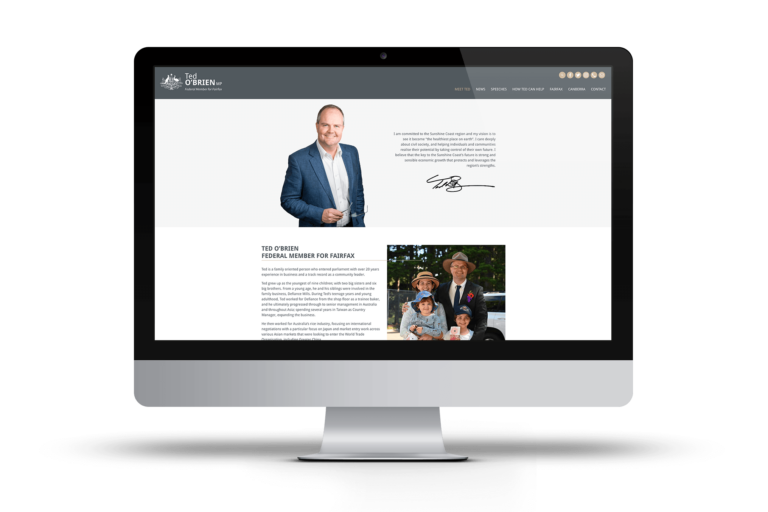 Ted
O'BRIEN MP
Federal Member for Fairfax
MEET TED NEWS SPEECHES HOW TED CAN HELP FAIRFAX CANBERRA CONTACT
I am committed to the Sunshine Coast region and my vision is to
see it become "the healthiest place on earth". I care deeply
about civil society, and helping individuals and communities
realise their potential by taking control of their own future. I
believe that the key to the Sunshine Coast's future is strong and
sensible economic growth that protects and leverages the
region's strengths.
TED O'BRIEN
FEDERAL MEMBER FOR FAIRFAX
Ted is a family oriented person who entered parliament with over 20 years
experience in business and a track record as a community leader.
Ted grew up as the youngest of nine children, with two big sisters and six
big brothers. From a young age, he and his siblings were involved in the
family business, Defiance Mills. During Ted's teenage years and young
adulthood, Ted worked for Defiance from the shop floor as a trainee baker,
and he ultimately progressed through to senior management in Australia
and throughout Asia; spending several years in Taiwan as Country
Manager, expanding the business.
He then worked for Australia's rice industry, focusing on international
negotiations with a particular focus on Japan and market entry work across
various Asian markets that were looking to enter the World Trade